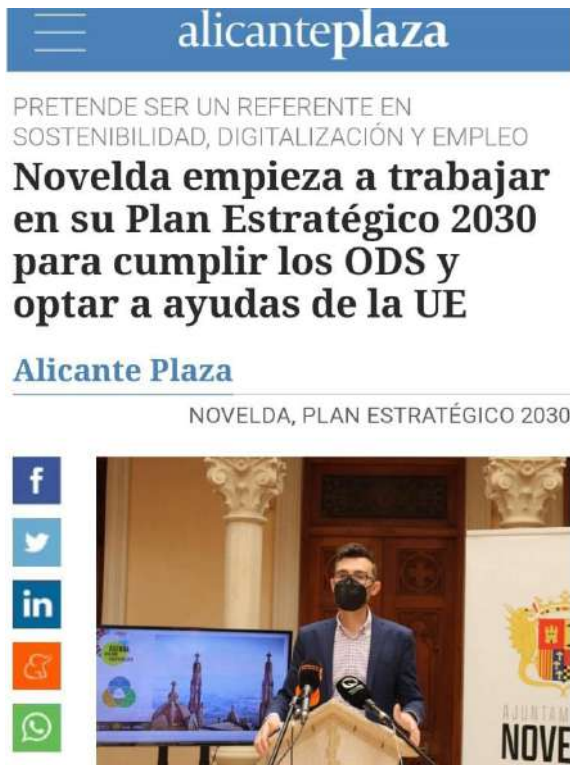 alicanteplaza
PRETENDE SER UN REFERENTE EN
SOSTENIBILIDAD, DIGITALIZACIÓN Y EMPLEO
Novelda empieza a trabajar
en su Plan Estratégico 2030
para cumplir los ODS y
optar a ayudas de la UE
Alicante Plaza
NOVELDA, PLAN ESTRATÉGICO 2030
f
in
AGENDA
AJUNTAM
NOVE